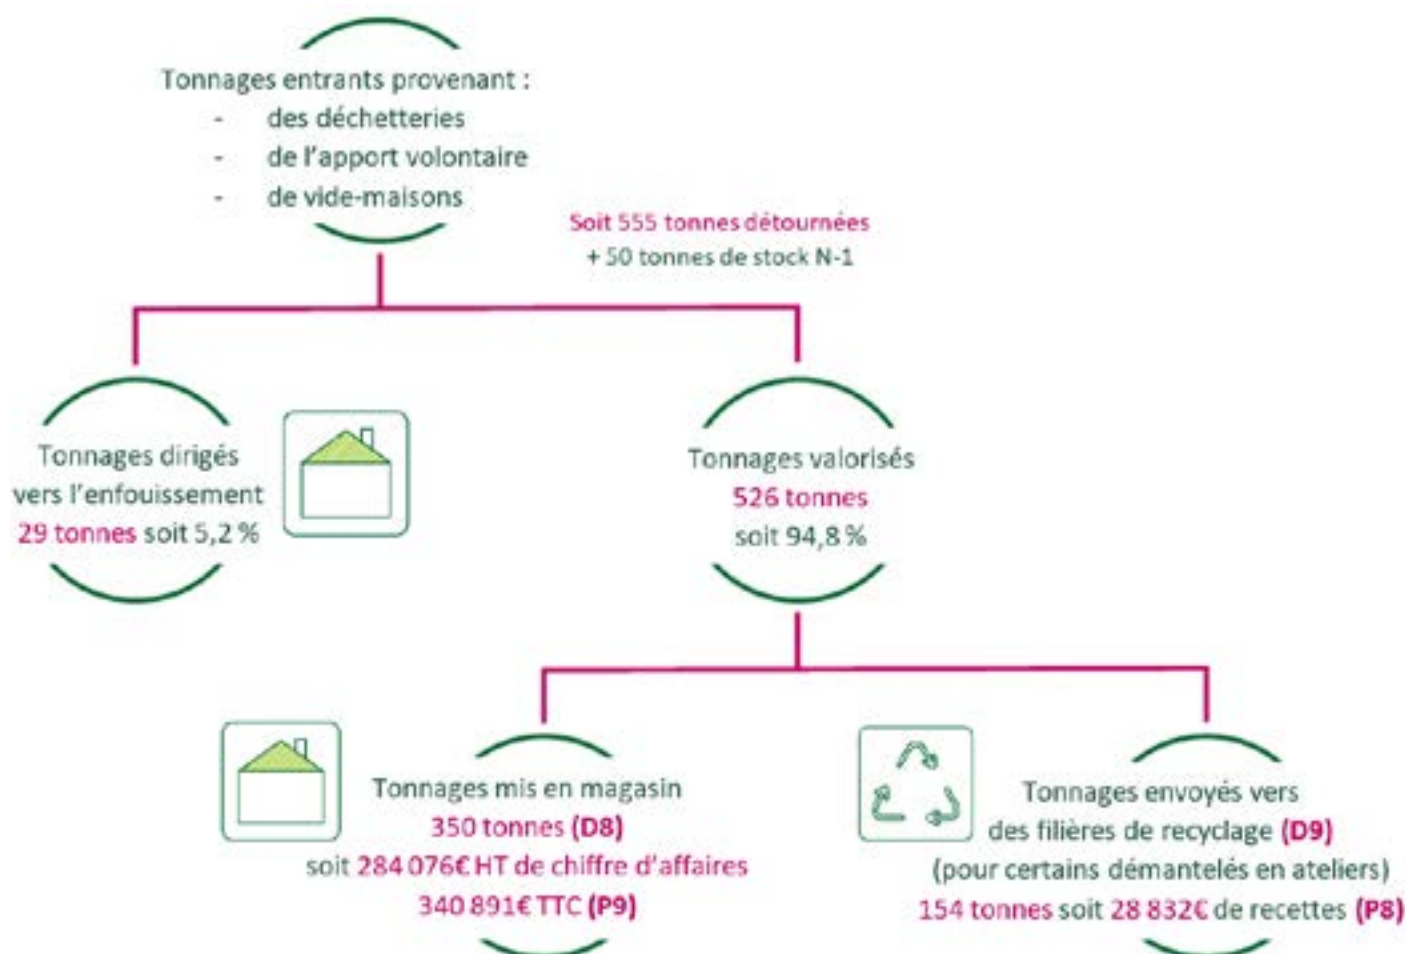 Tonnages entrants provenant :
- des déchetteries
- de l'apport volontaire
- de vide-maisons
Soit 555 tonnes détournées
+ 50 tonnes de stock N-1
Tonnages dirigés
vers l'enfouissement
29 tonnes soit 5,2 %
Tonnages valorisés
526 tonnes
soit 94,8 %
Tonnages mis en magasin
350 tonnes (D8)
soit 284 076€ HT de chiffre d'affaires
340 891€ TTC (P9)
Tonnages envoyés vers
des filières de recyclage (D9)
(pour certains démantelés en ateliers)
154 tonnes soit 28 832€ de recettes (P8)